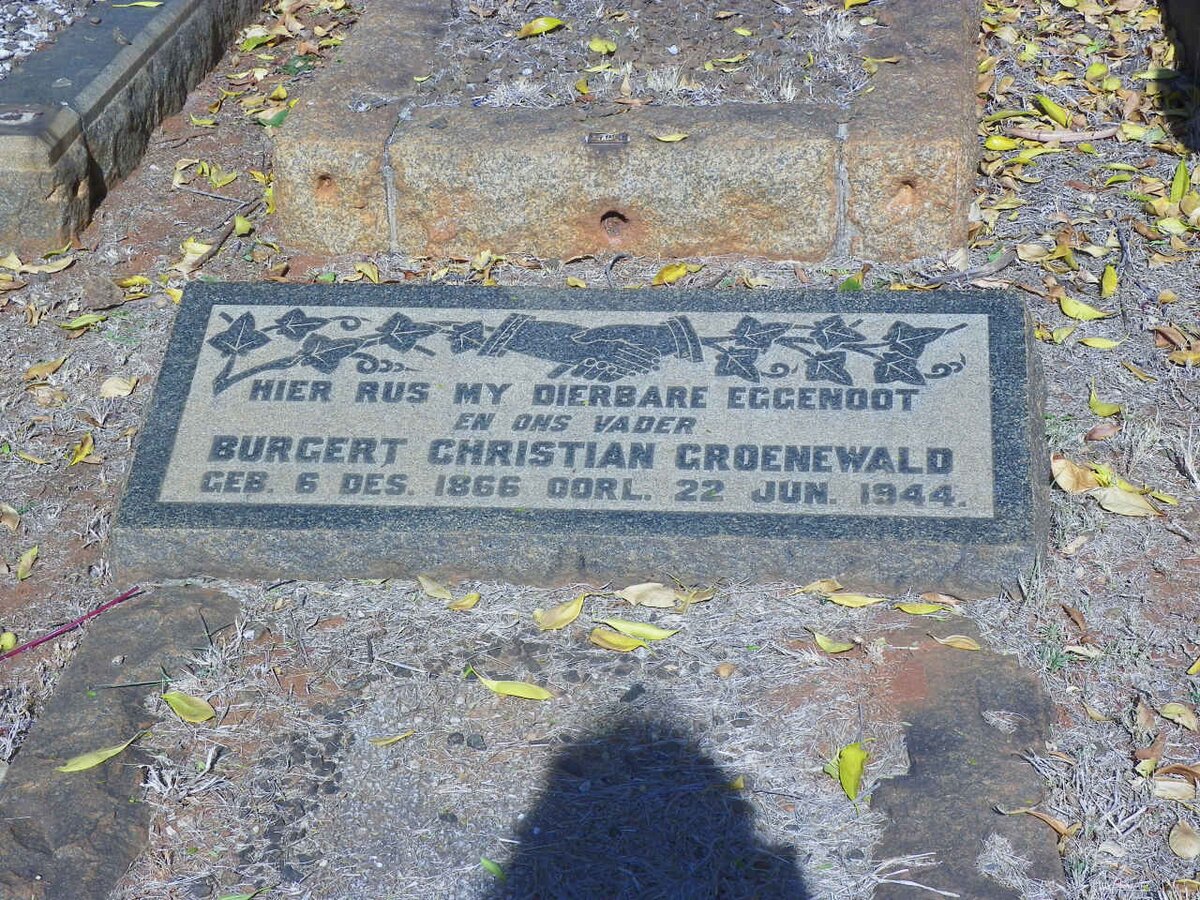 HIER RUS MY DIERBARE EGGENOOT
EN ONS VADER
BURGERT CHRISTIAN GROENEWALD
GEB. 6 DES. 1866 OORL. 22 JUN. 1944.